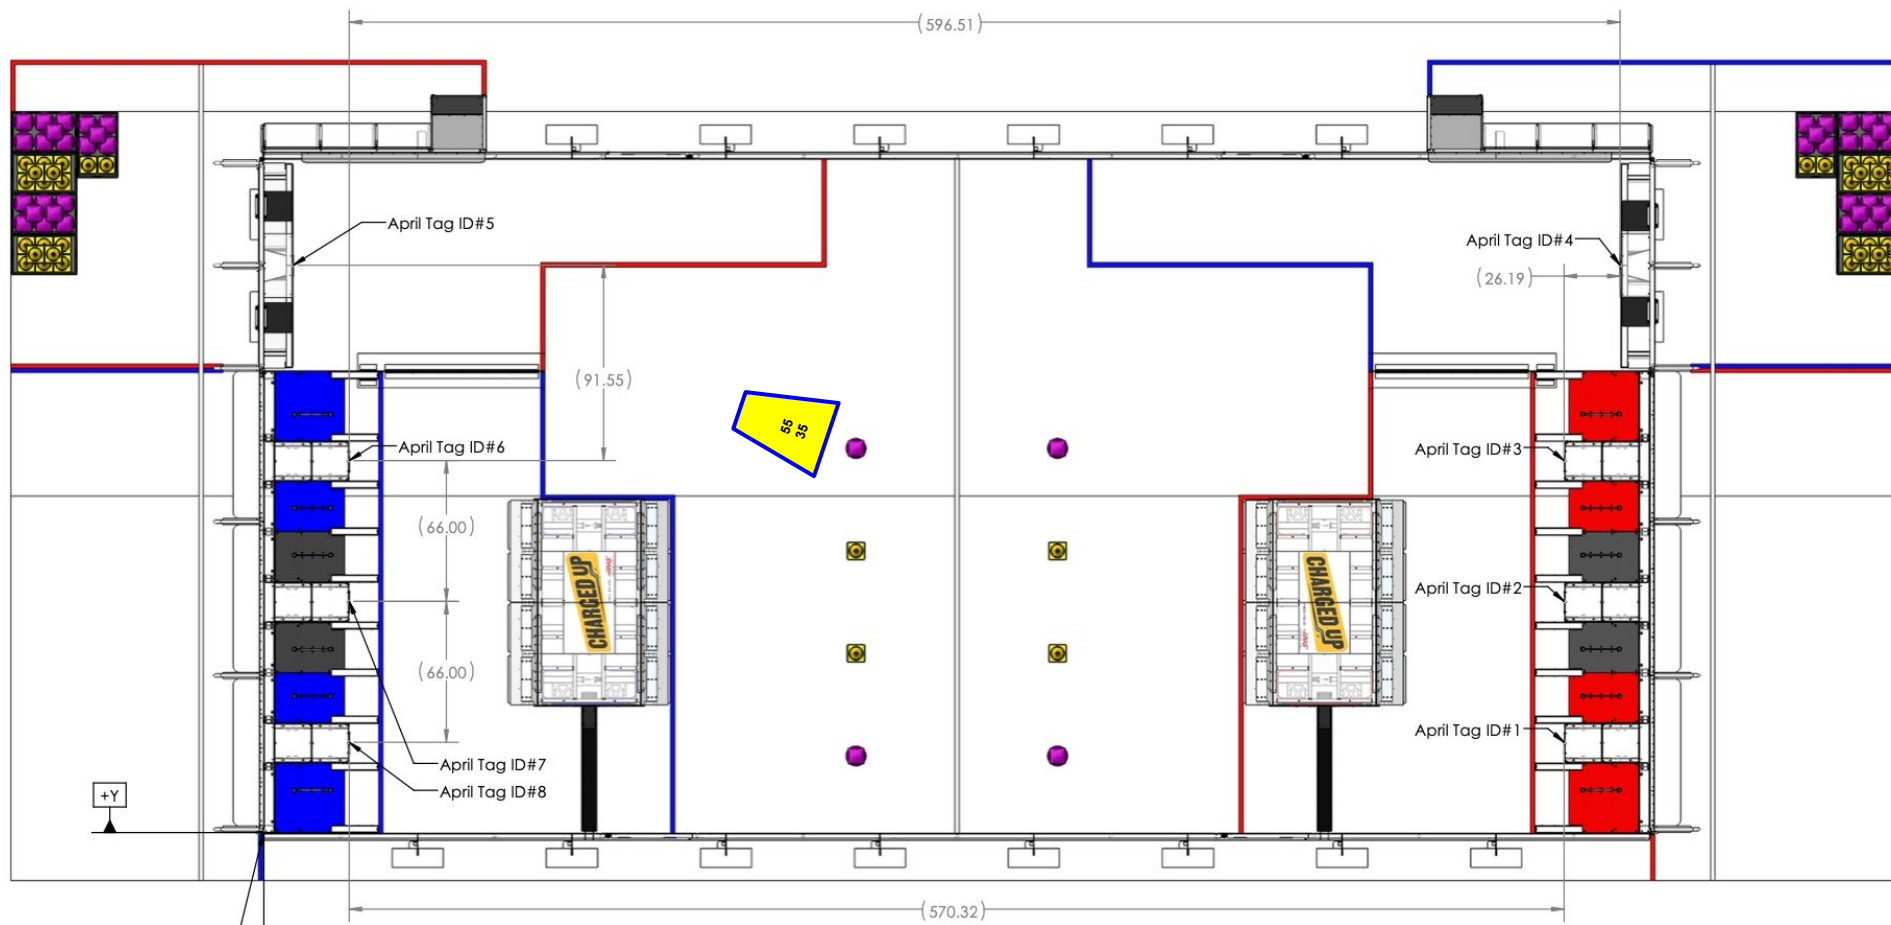 (596.51)
April Tag ID#5
April Tag ID#4
(26.19)
(91.55)
55
35
April Tag ID#6
April Tag ID#3
(66.00)
CHARGED UP
CHARGED UP
April Tag ID#2
(66.00)
April Tag ID#1
April Tag ID#7
April Tag ID#8
+Y
(570.32)